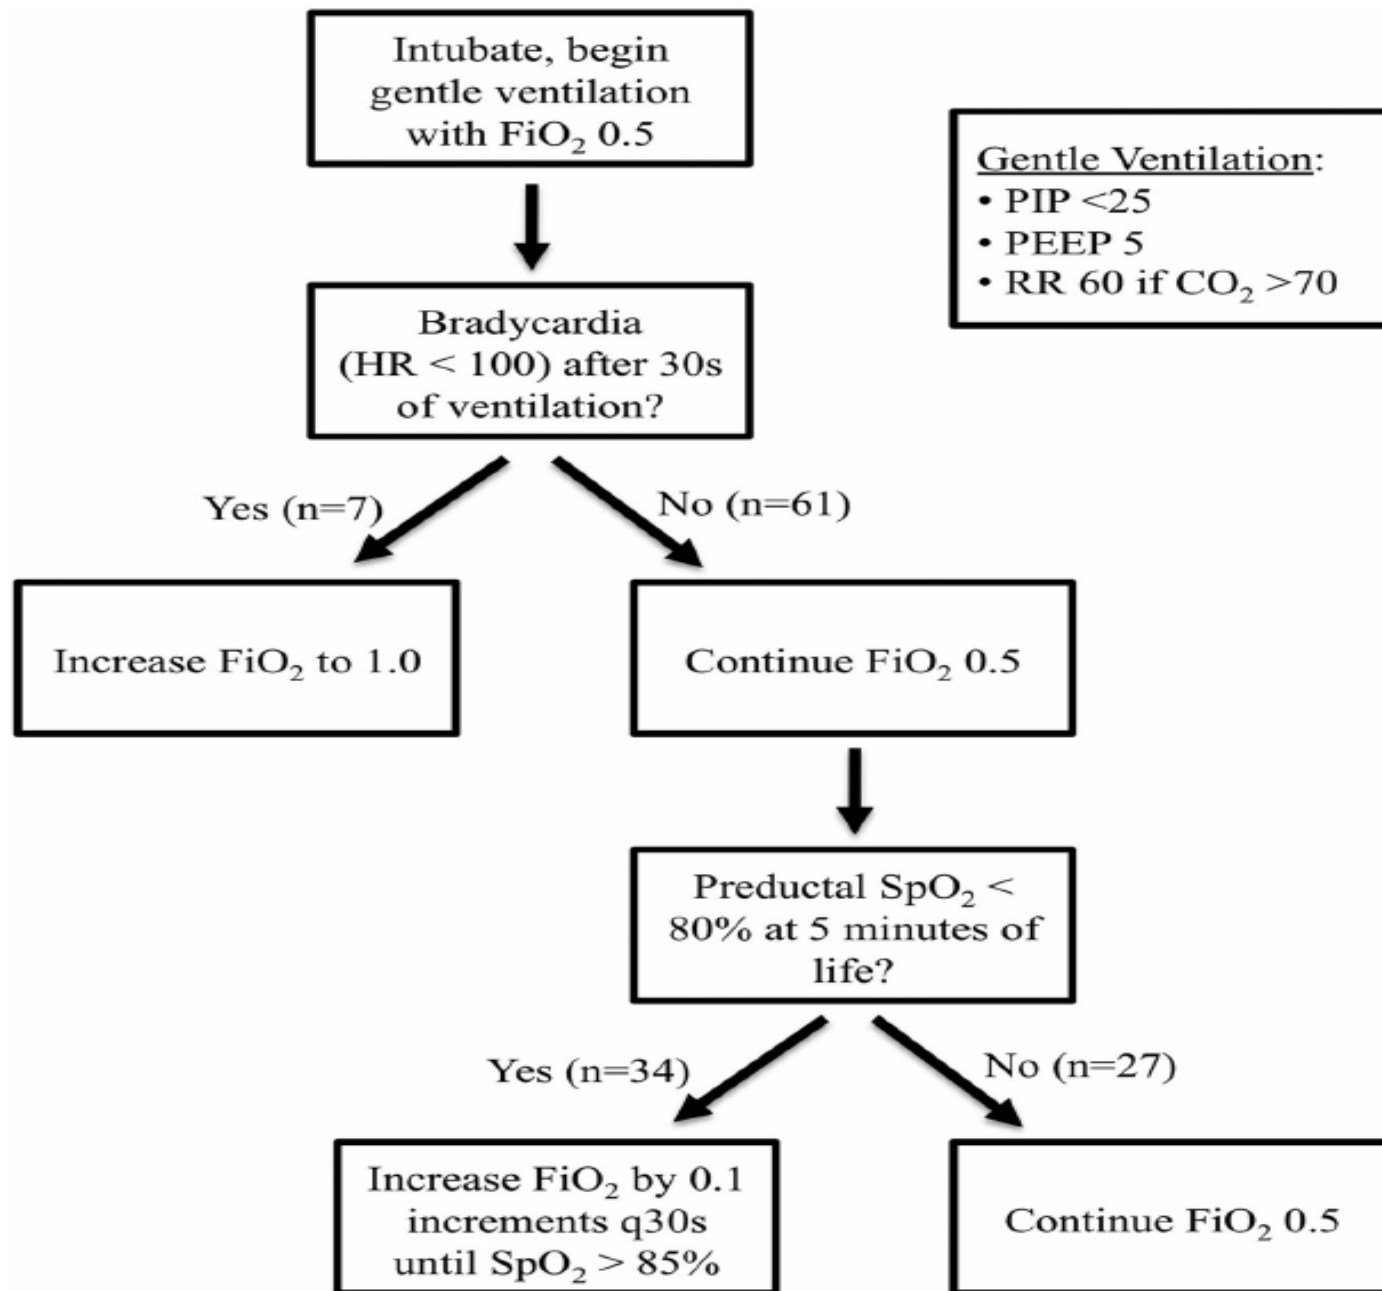 Intubate, begin
gentle ventilation
with FiO₂ 0.5
Gentle Ventilation:
• PIP <25
• PEEP 5
• RR 60 if CO₂ >70
Bradycardia
(HR < 100) after 30s
of ventilation?
Yes (n=7)
No (n=61)
Increase FiO₂ to 1.0
Continue FiO₂ 0.5
Preductal SpO₂ <
80% at 5 minutes of
life?
Yes (n=34)
No (n=27)
Increase FiO₂ by 0.1
increments q30s
until SpO₂ > 85%
Continue FiO₂ 0.5